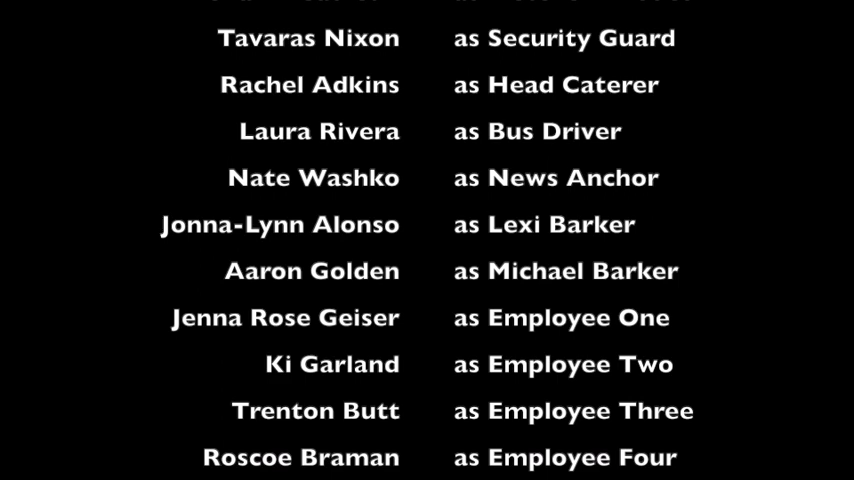 Tavaras Nixon as Security Guard
Rachel Adkins as Head Caterer
Laura Rivera as Bus Driver
Nate Washko as News Anchor
Jonna-Lynn Alonso as Lexi Barker
Aaron Golden as Michael Barker
Jenna Rose Geiser as Employee One
Ki Garland as Employee Two
Trenton Butt as Employee Three
Roscoe Braman as Employee Four